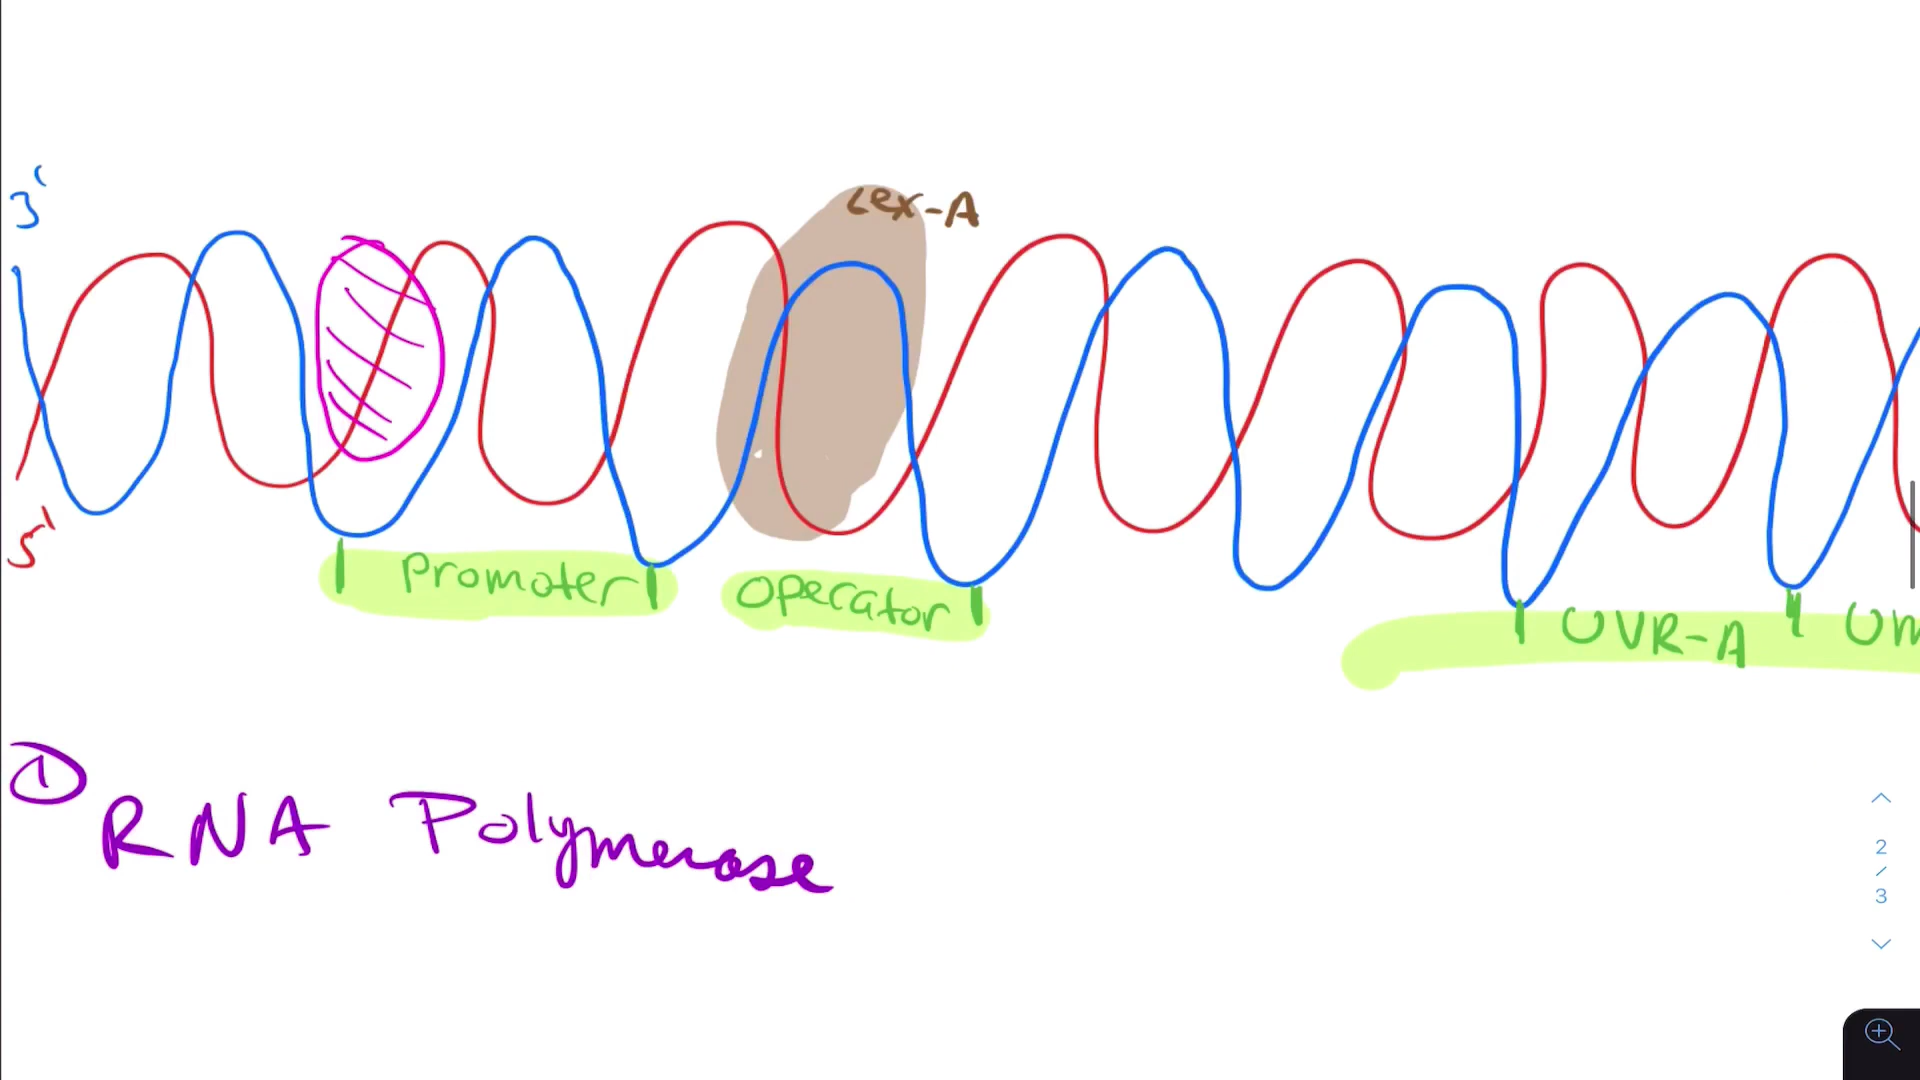 3'
Lex-A
5'
Promoter
Operator
UVR-A
① RNA Polymerase
2
/
3